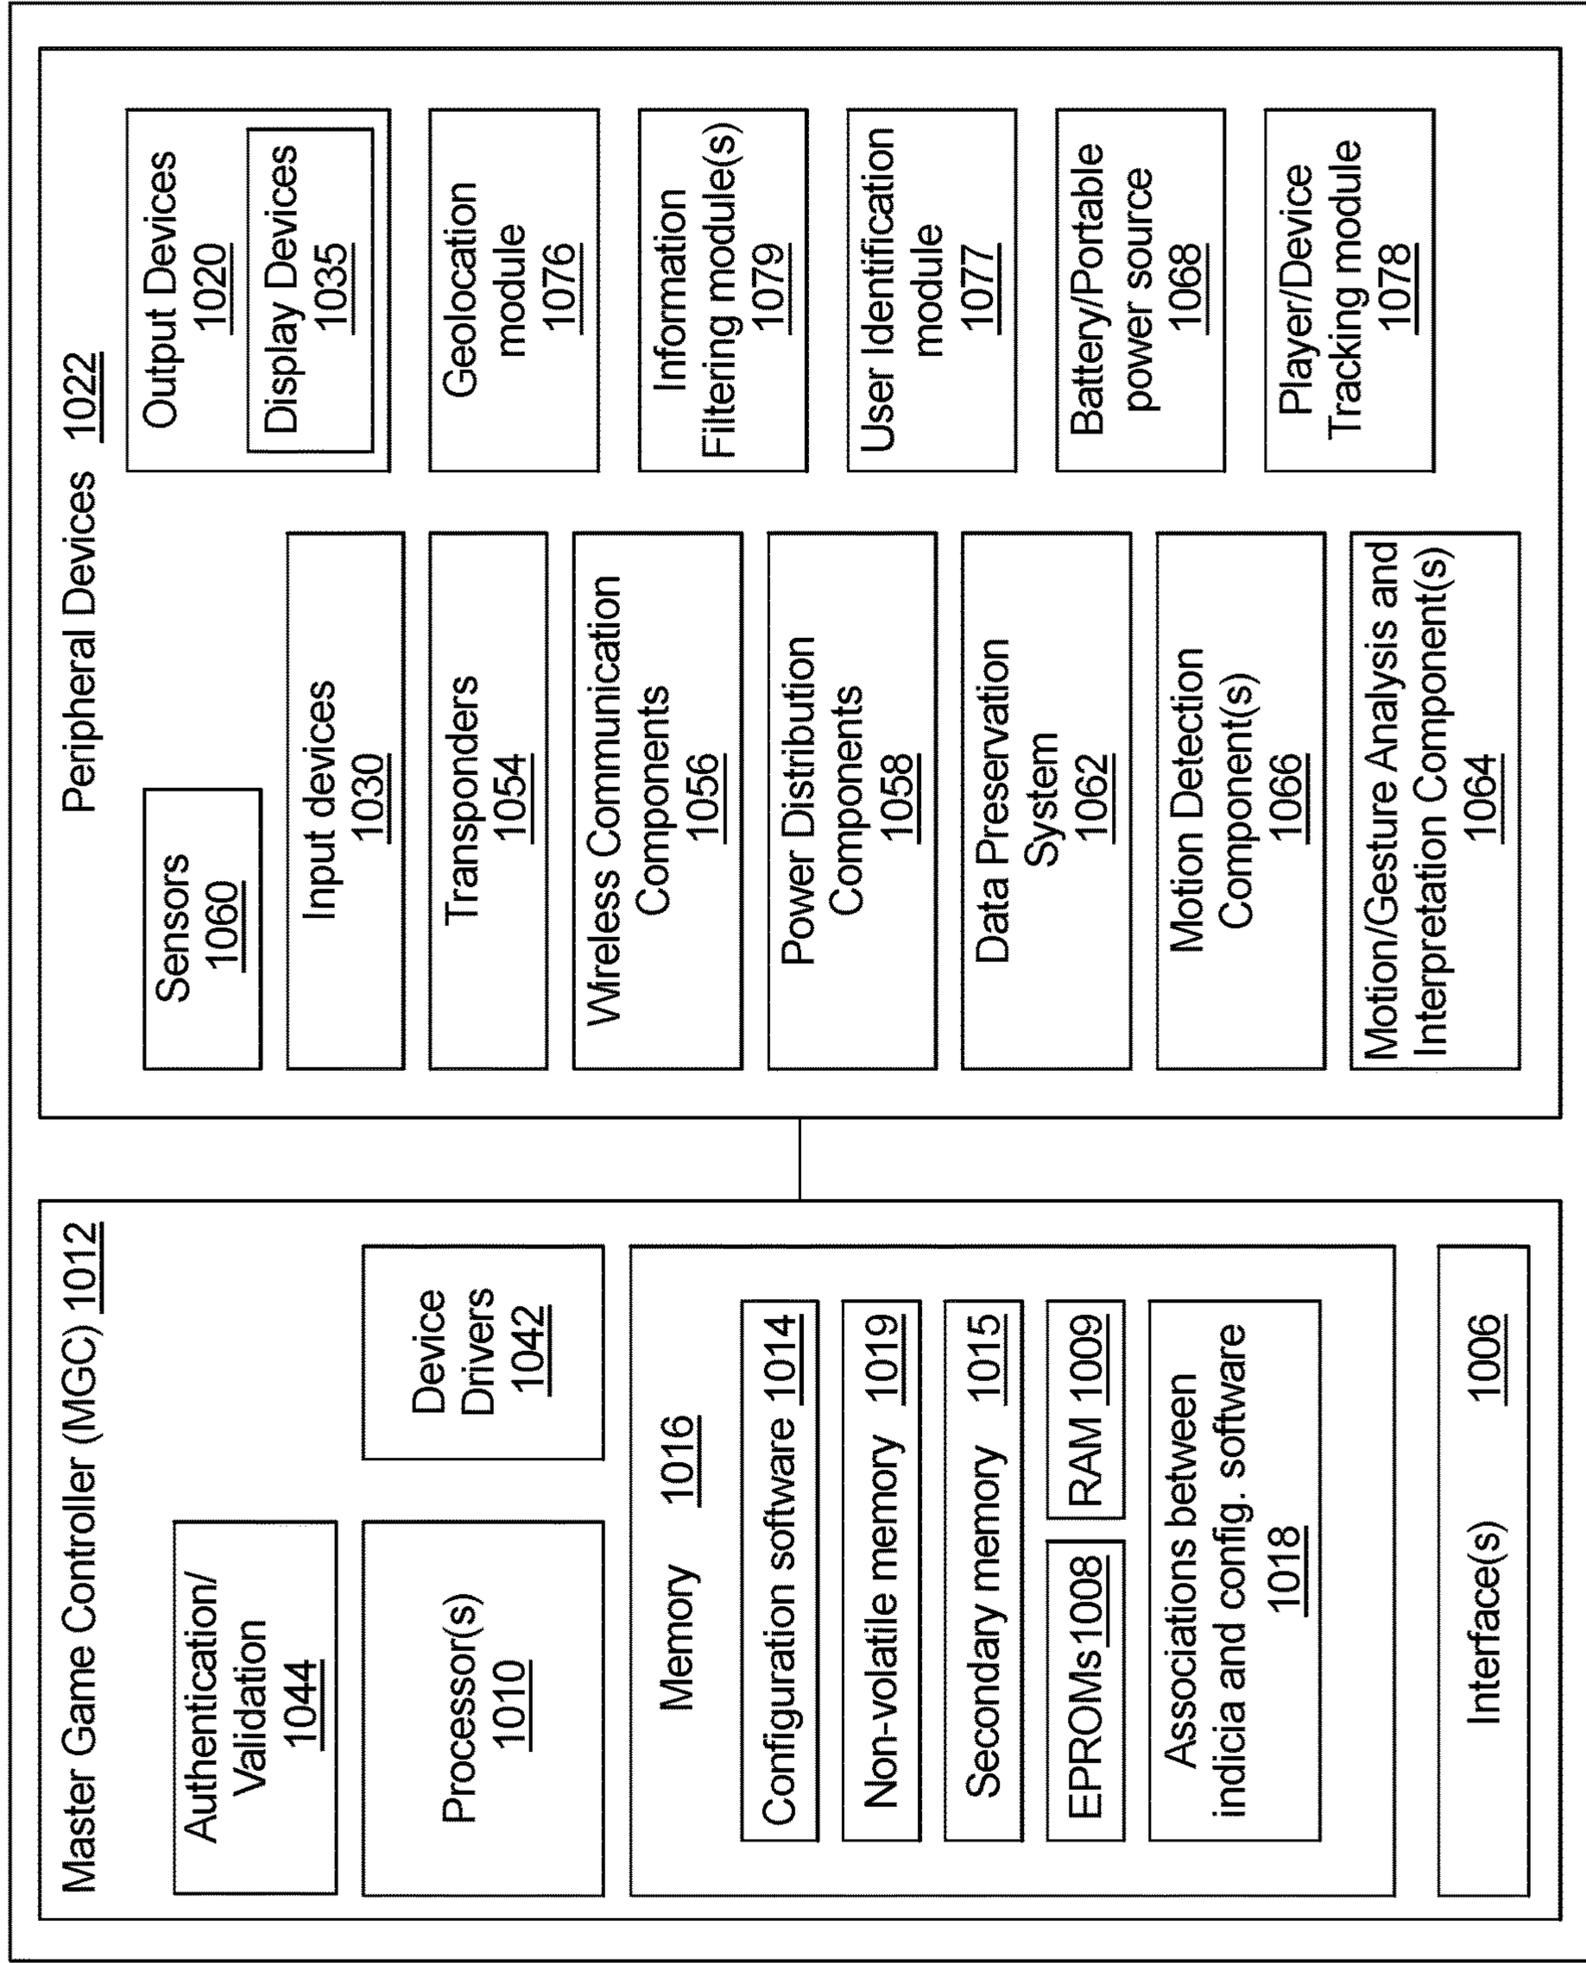 Master Game Controller (MGC) 1012
Authentication/
Validation
1044
Processor(s)
1010
Device
Drivers
1042
Memory 1016
Configuration software 1014
Non-volatile memory 1019
Secondary memory 1015
EPROMs 1008
RAM 1009
Associations between
indicia and config. software
1018
Interface(s) 1006
Peripheral Devices 1022
Sensors
1060
Input devices
1030
Transponders
1054
Wireless Communication
Components
1056
Power Distribution
Components
1058
Data Preservation
System
1062
Motion Detection
Component(s)
1066
Motion/Gesture Analysis and
Interpretation Component(s)
1064
Output Devices
1020
Display Devices
1035
Geolocation
module
1076
Information
Filtering module(s)
1079
User Identification
module
1077
Battery/Portable
power source
1068
Player/Device
Tracking module
1078